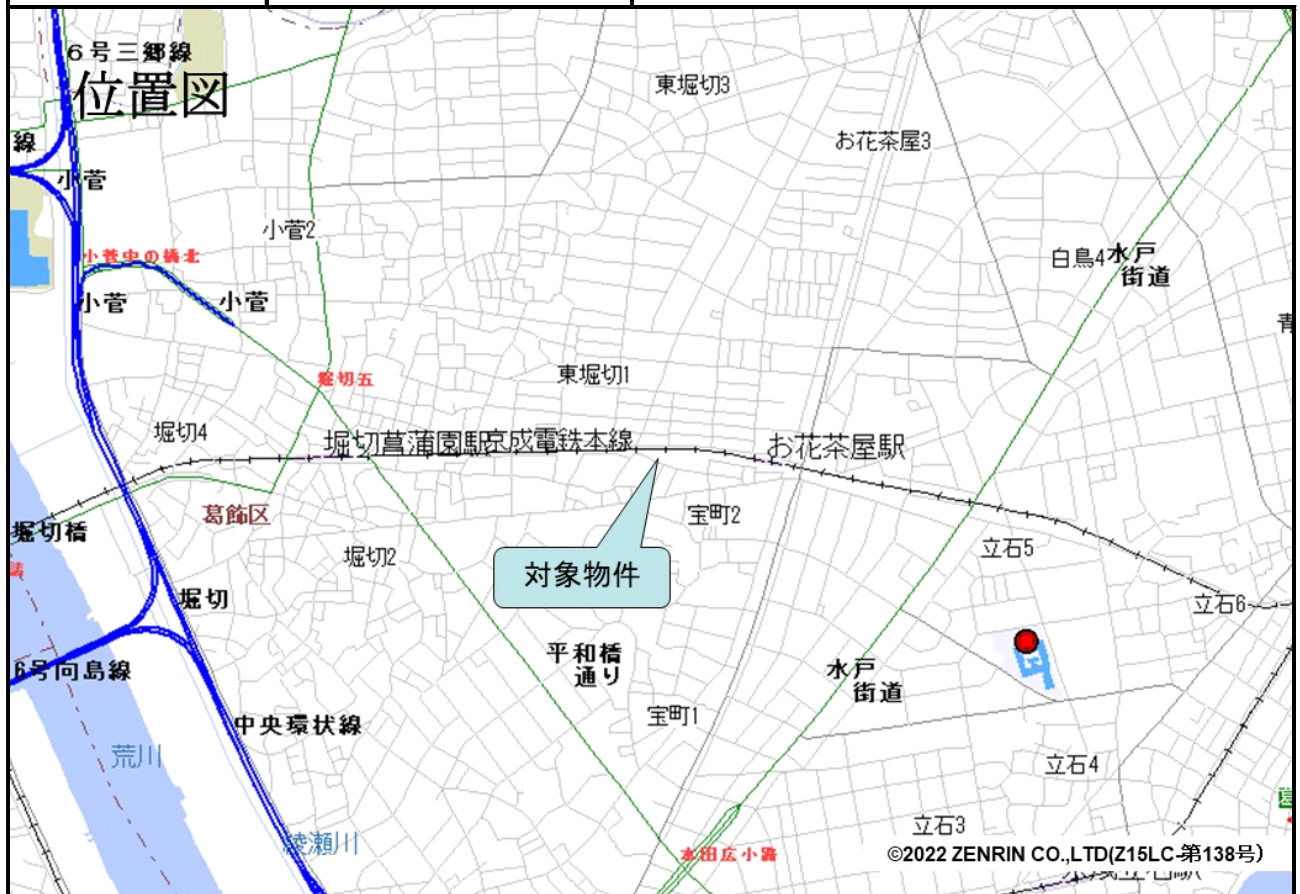 6号三郷線
位置図
東堀切3
お花茶屋3
線
小菅
小菅2
白鳥4
水戸
街道
小菅中の橋北
小菅
小菅
青
堀切五
東堀切1
堀切4
堀切菖蒲園駅
京成電鉄本線
お花茶屋駅
葛飾区
宝町2
堀切橋
堀切2
立石5
対象物件
堀切
立石6
平和橋
通り
6号向島線
水戸
街道
宝町1
中央環状線
荒川
立石4
立石3
綾瀬川
本田広小路
©2022 ZENRIN CO.,LTD(Z15LC-第138号)